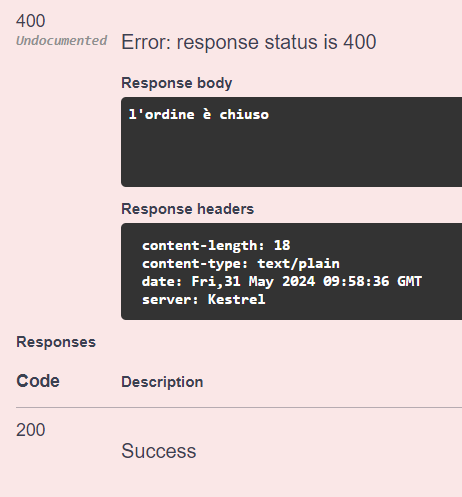 400
Undocumented
Error: response status is 400
Response body
l'ordine è chiuso
Response headers
content-length: 18
content-type: text/plain
date: Fri,31 May 2024 09:58:36 GMT
server: Kestrel
Responses
Code
Description
200
Success